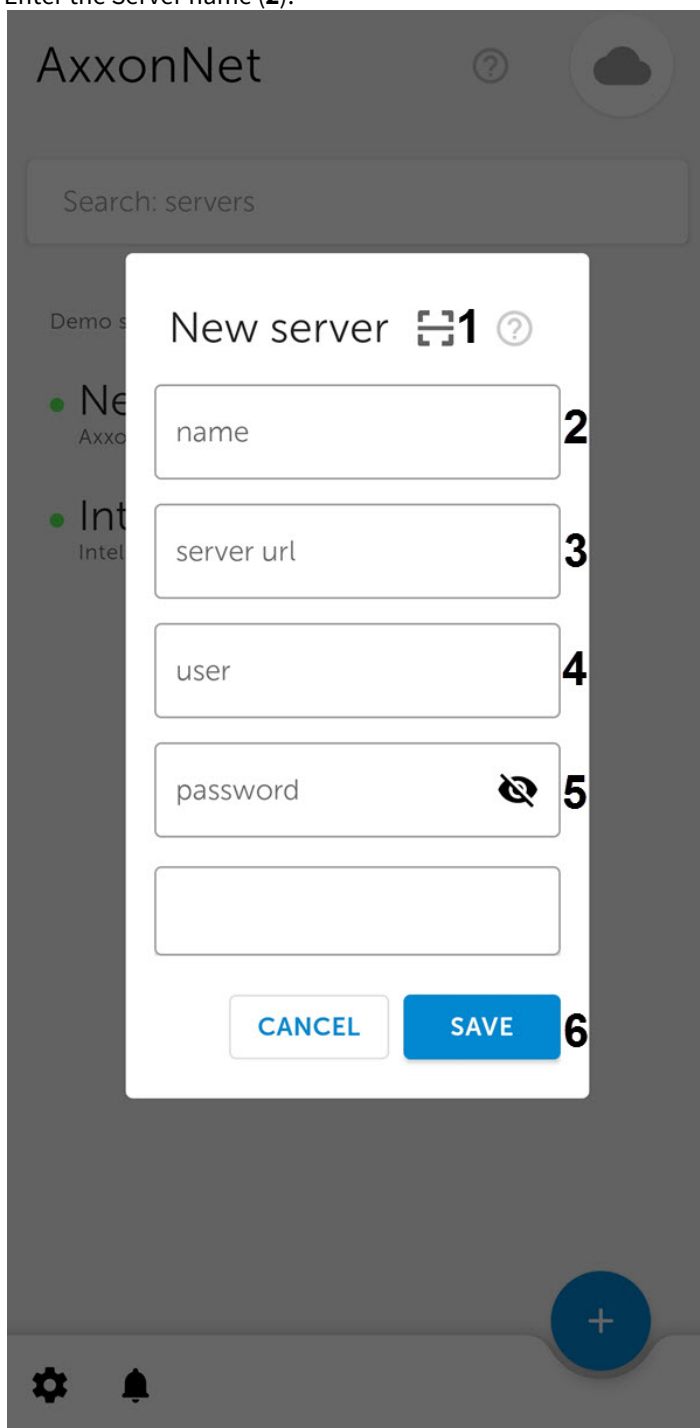 Enter the Server name (2).
AxxonNet
Search: servers
Demo s
New server 1
Ne
Axxo
name 2
Int
Intel
server url 3
user 4
password 5
CANCEL SAVE 6